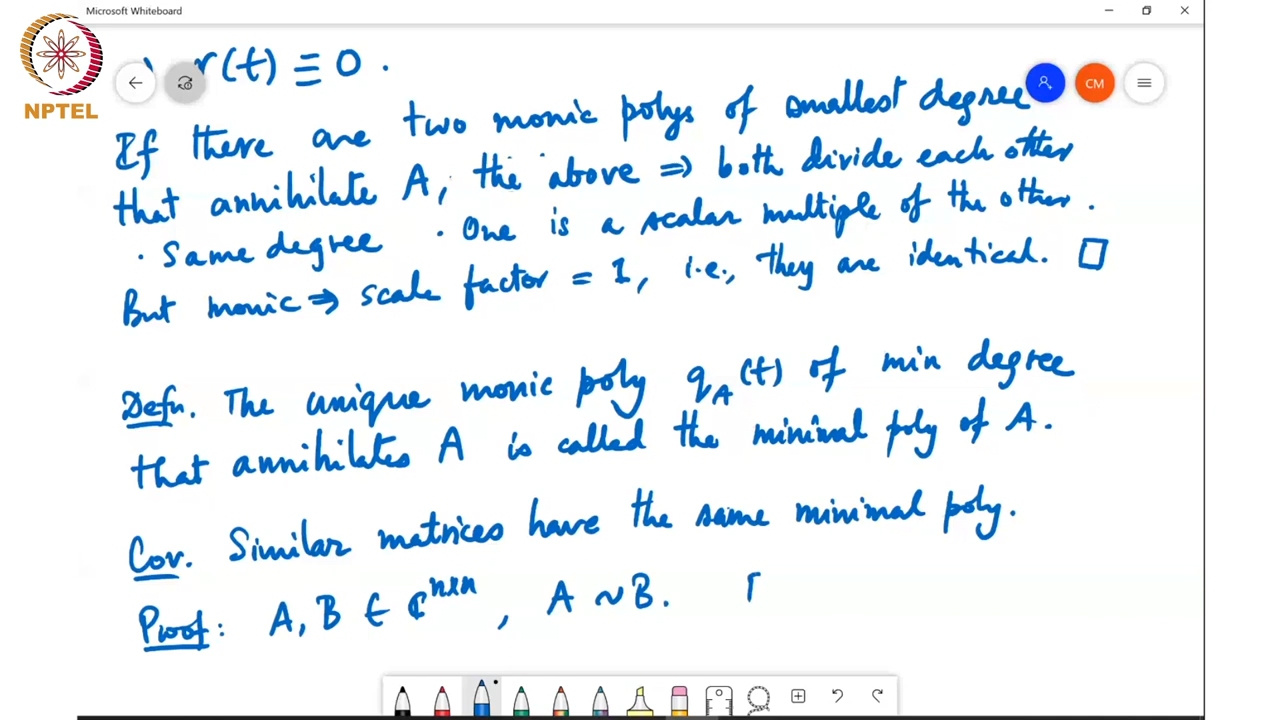 Microsoft Whiteboard
r(t) ≡ 0 .
NPTEL
CM
If there are two monic polys of smallest degree
that annihilate A, the above ⇒ both divide each other
· Same degree · One is a scalar multiple of the other .
But monic ⇒ scale factor = 1, i.e., they are identical. □
Defn. The unique monic poly q_A(t) of min degree
that annihilates A is called the minimal poly of A.
Cor. Similar matrices have the same minimal poly.
Proof: A, B ∈ ℂ^{n×n} , A ~ B.